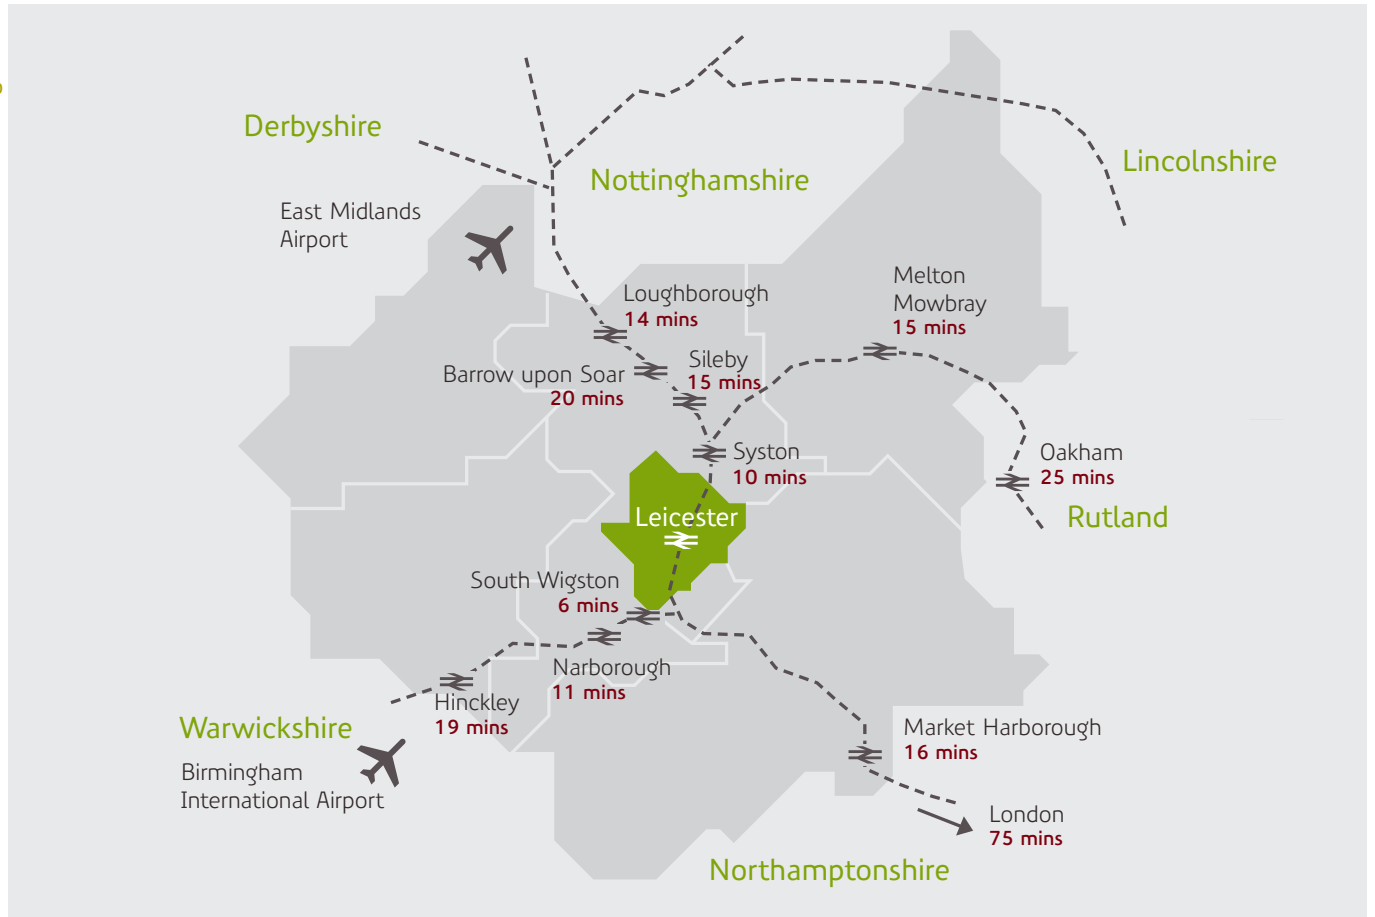 Derbyshire
Nottinghamshire
Lincolnshire
East Midlands
Airport
Loughborough
14 mins
Melton
Mowbray
15 mins
Barrow upon Soar
20 mins
Sileby
15 mins
Syston
10 mins
Oakham
25 mins
Rutland
Leicester
South Wigston
6 mins
Narborough
11 mins
Hinckley
19 mins
Warwickshire
Birmingham
International Airport
Market Harborough
16 mins
London
75 mins
Northamptonshire